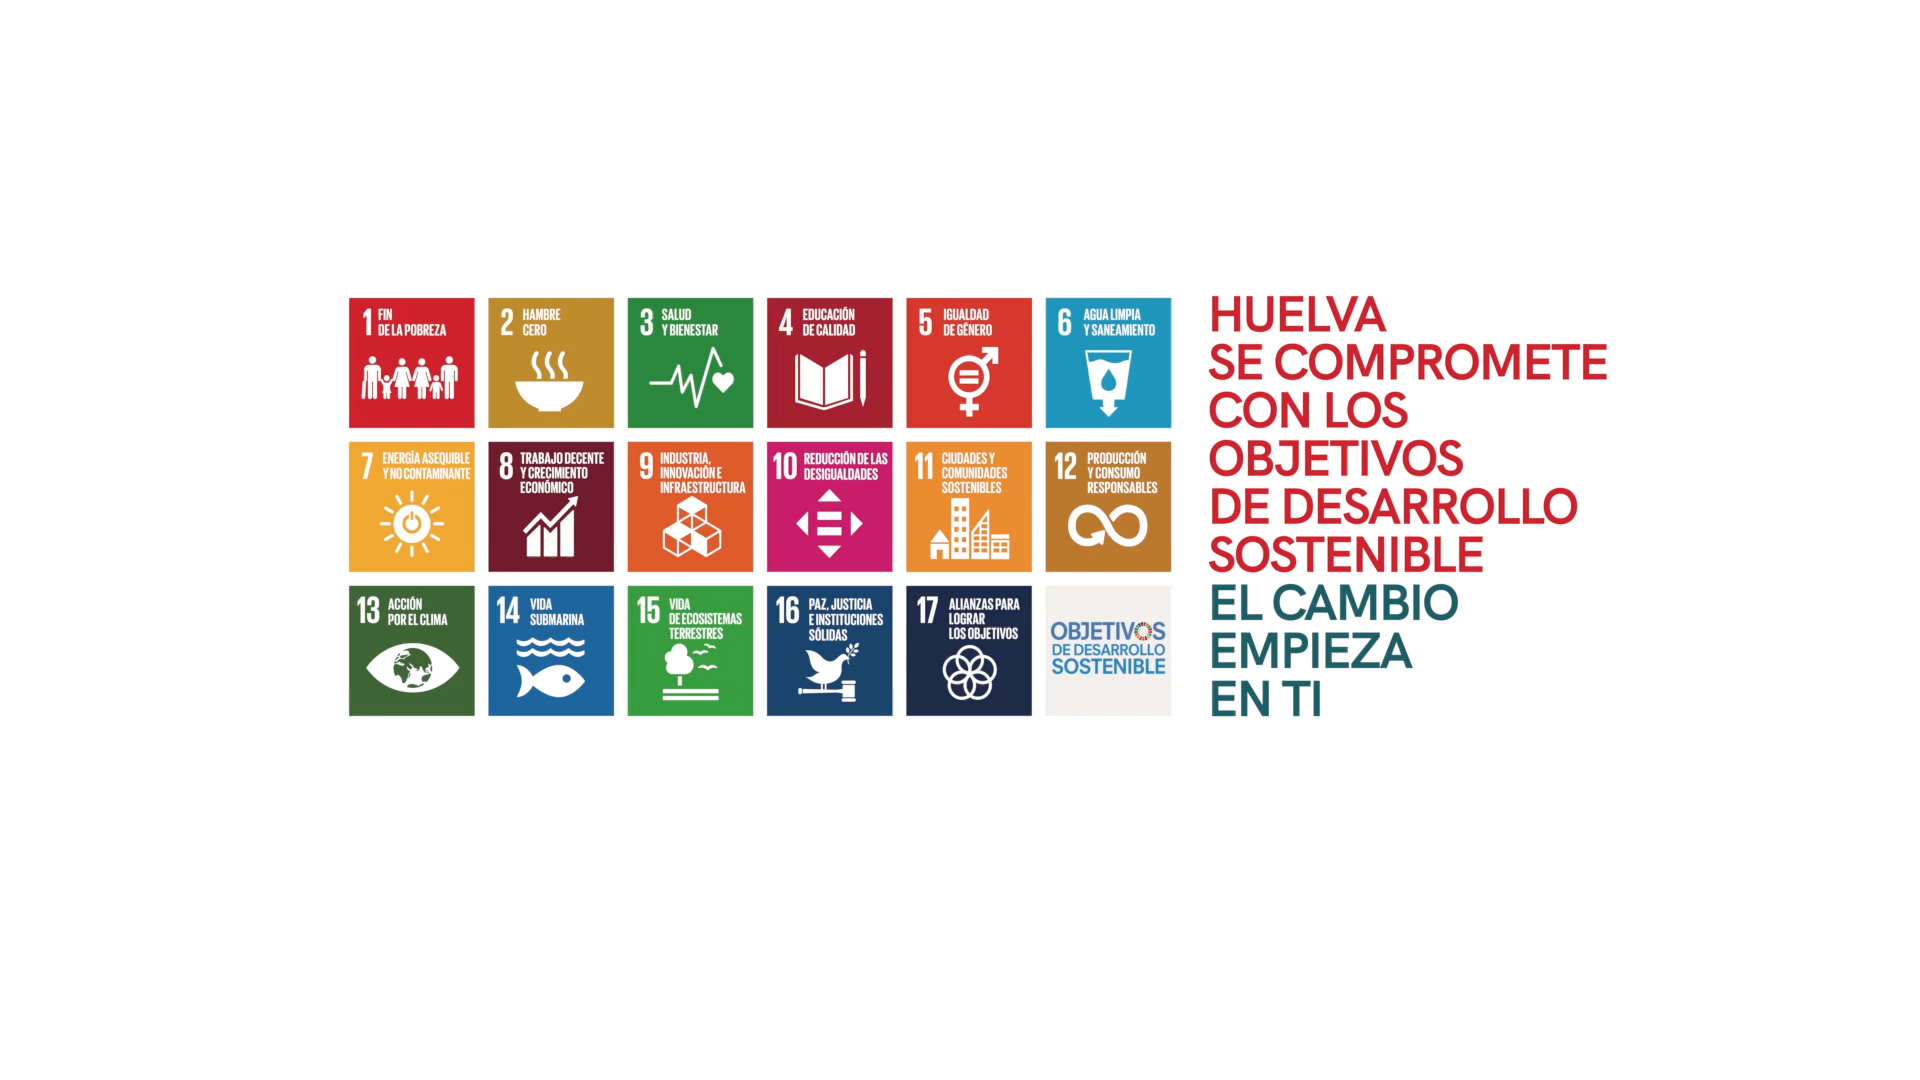 1 FIN
DE LA POBREZA
2 HAMBRE
CERO
3 SALUD
Y BIENESTAR
4 EDUCACIÓN
DE CALIDAD
5 IGUALDAD
DE GÉNERO
6 AGUA LIMPIA
Y SANEAMIENTO
7 ENERGÍA ASEQUIBLE
Y NO CONTAMINANTE
8 TRABAJO DECENTE
Y CRECIMIENTO
ECONÓMICO
9 INDUSTRIA,
INNOVACIÓN E
INFRAESTRUCTURA
10 REDUCCIÓN DE LAS
DESIGUALDADES
11 CIUDADES Y
COMUNIDADES
SOSTENIBLES
12 PRODUCCIÓN
Y CONSUMO
RESPONSABLES
13 ACCIÓN
POR EL CLIMA
14 VIDA
SUBMARINA
15 VIDA
DE ECOSISTEMAS
TERRESTRES
16 PAZ, JUSTICIA
E INSTITUCIONES
SÓLIDAS
17 ALIANZAS PARA
LOGRAR
LOS OBJETIVOS
OBJETIVOS
DE DESARROLLO
SOSTENIBLE
HUELVA
SE COMPROMETE
CON LOS
OBJETIVOS
DE DESARROLLO
SOSTENIBLE
EL CAMBIO
EMPIEZA
EN TI